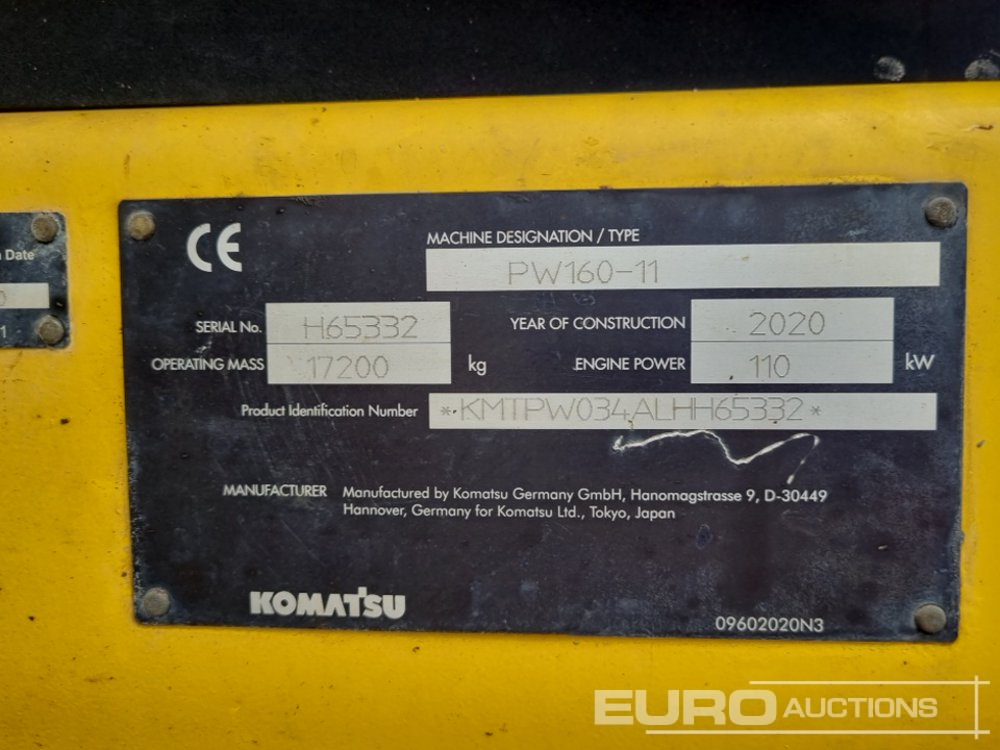 n Date
0
1
CE
MACHINE DESIGNATION / TYPE
PW160-11
SERIAL No. H65332 YEAR OF CONSTRUCTION 2020
OPERATING MASS 17200 kg ENGINE POWER 110 kW
Product Identification Number *KMTPW034ALHH65332*
MANUFACTURER Manufactured by Komatsu Germany GmbH, Hanomagstrasse 9, D-30449
Hannover, Germany for Komatsu Ltd., Tokyo, Japan
KOMATSU
09602020N3
EURO AUCTIONS